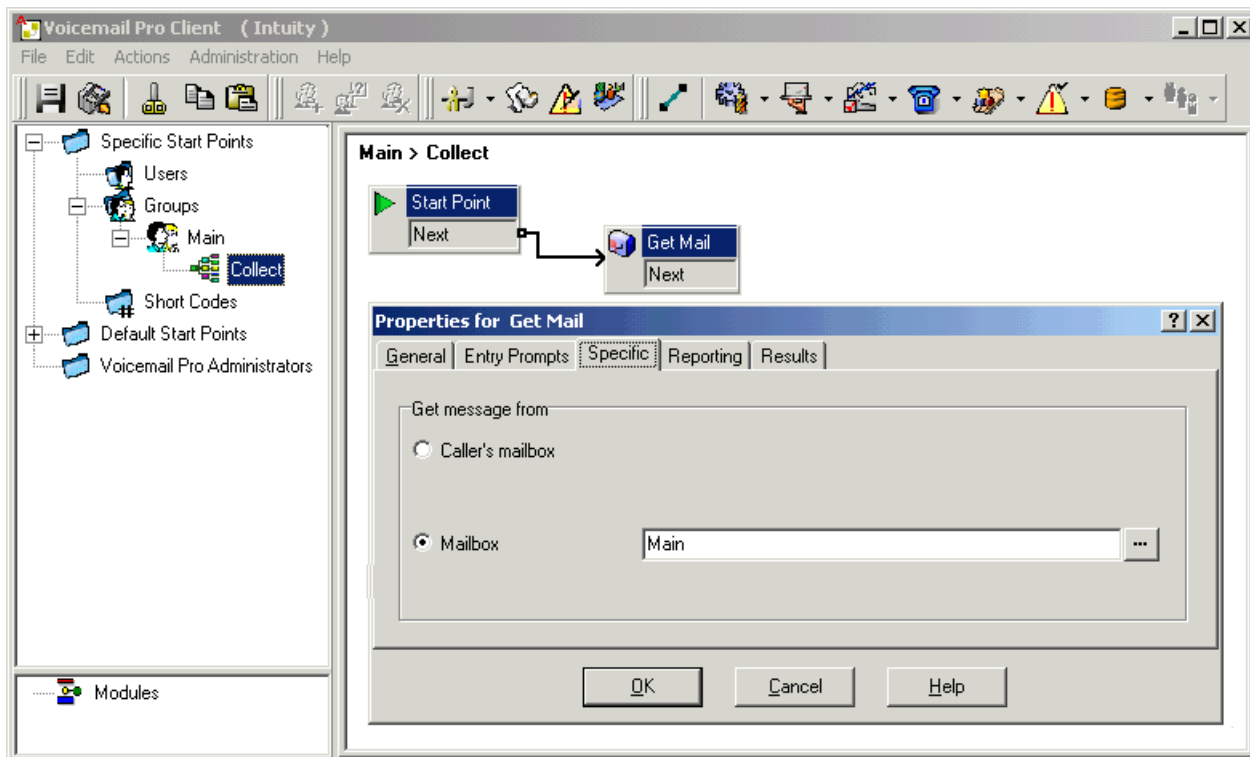 Voicemail Pro Client ( Intuity )
File Edit Actions Administration Help
Specific Start Points
Users
Groups
Main
Collect
Short Codes
Default Start Points
Voicemail Pro Administrators
Modules
Main > Collect
Start Point
Next
Get Mail
Next
Properties for Get Mail
General Entry Prompts Specific Reporting Results
Get message from
Caller's mailbox
Mailbox Main ...
OK Cancel Help